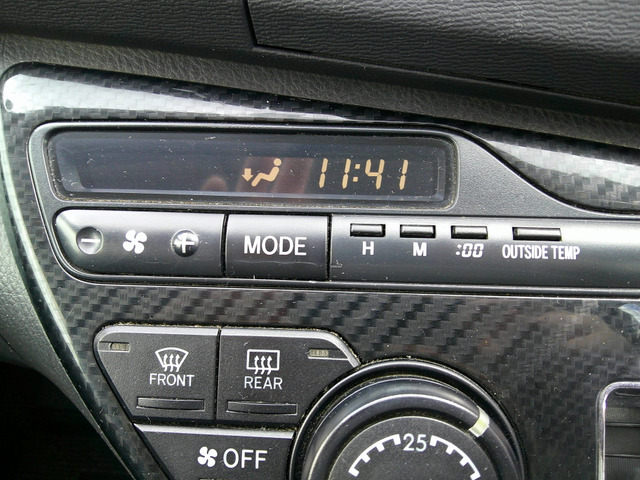 11:41
MODE
H M :00 OUTSIDE TEMP
FRONT REAR
OFF
25